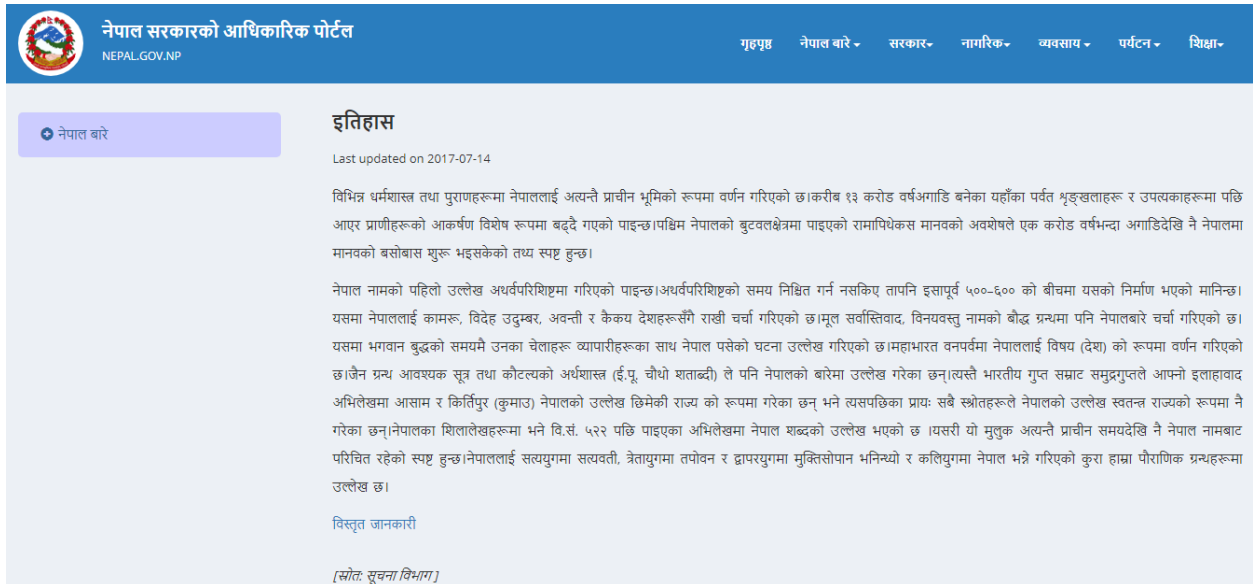 नेपाल सरकारको आधिकारिक पोर्टल
NEPAL.GOV.NP
गृहपृष्ठ नेपाल बारे सरकार नागरिक व्यवसाय पर्यटन शिक्षा
नेपाल बारे
इतिहास
Last updated on 2017-07-14
विभिन्न धर्मशास्त्र तथा पुराणहरूमा नेपाललाई अत्यन्तै प्राचीन भूमिको रूपमा वर्णन गरिएको छ।करीब १३ करोड वर्षअगाडि बनेका यहाँका पर्वत शृङ्खलाहरू र उपत्यकाहरूमा पछि
आएर प्राणीहरूको आकर्षण विशेष रूपमा बढ्दै गएको पाइन्छ।पश्चिम नेपालको बुटवलक्षेत्रमा पाइएको रामापिथेकस मानवको अवशेषले एक करोड वर्षभन्दा अगाडिदेखि नै नेपालमा
मानवको बसोबास शुरू भइसकेको तथ्य स्पष्ट हुन्छ।
नेपाल नामको पहिलो उल्लेख अथर्वपरिशिष्टमा गरिएको पाइन्छ।अथर्वपरिशिष्टको समय निश्चित गर्न नसकिए तापनि इसापूर्व ५००–६०० को बीचमा यसको निर्माण भएको मानिन्छ।
यसमा नेपाललाई कामरू, विदेह उदुम्बर, अवन्ती र कैकय देशहरूसँगै राखी चर्चा गरिएको छ।मूल सर्वास्तिवाद, विनयवस्तु नामको बौद्ध ग्रन्थमा पनि नेपालबारे चर्चा गरिएको छ।
यसमा भगवान बुद्धको समयमै उनका चेलाहरू व्यापारीहरूका साथ नेपाल पसेको घटना उल्लेख गरिएको छ।महाभारत वनपर्वमा नेपाललाई विषय (देश) को रूपमा वर्णन गरिएको
छ।जैन ग्रन्थ आवश्यक सूत्र तथा कौटल्यको अर्थशास्त्र (ई.पू. चौथो शताब्दी) ले पनि नेपालको बारेमा उल्लेख गरेका छन्।त्यस्तै भारतीय गुप्त सम्राट समुद्रगुप्तले आफ्नो इलाहावाद
अभिलेखमा आसाम र किर्तिपुर (कुमाउ) नेपालको उल्लेख छिमेकी राज्य को रूपमा गरेका छन् भने त्यसपछिका प्रायः सबै स्श्रोतहरूले नेपालको उल्लेख स्वतन्त्र राज्यको रूपमा नै
गरेका छन्।नेपालका शिलालेखहरूमा भने वि.सं. ५२२ पछि पाइएका अभिलेखमा नेपाल शब्दको उल्लेख भएको छ ।यसरी यो मुलुक अत्यन्तै प्राचीन समयदेखि नै नेपाल नामबाट
परिचित रहेको स्पष्ट हुन्छ।नेपाललाई सत्ययुगमा सत्यवती, त्रेतायुगमा तपोवन र द्वापरयुगमा मुक्तिसोपान भनिन्थ्यो र कलियुगमा नेपाल भन्ने गरिएको कुरा हाम्रा पौराणिक ग्रन्थहरूमा
उल्लेख छ।
विस्तृत जानकारी
[स्रोत: सूचना विभाग ]